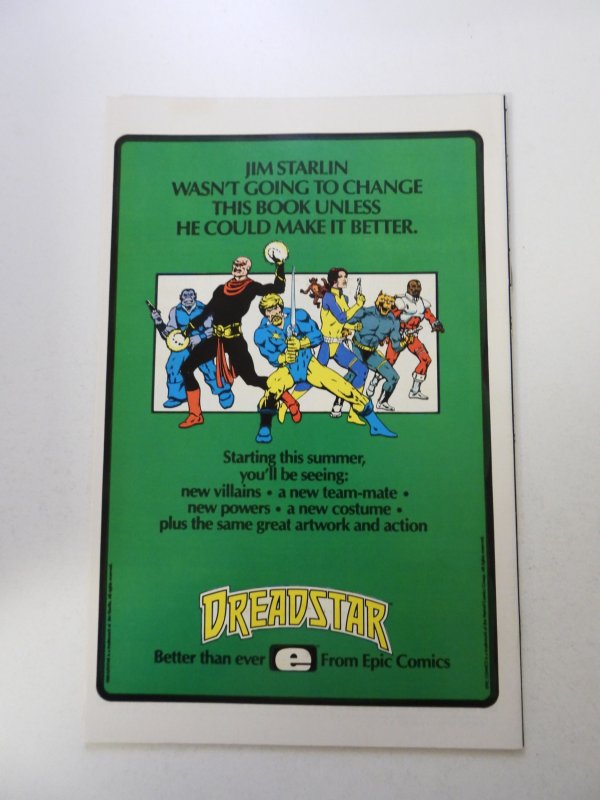 JIM STARLIN
WASN'T GOING TO CHANGE
THIS BOOK UNLESS
HE COULD MAKE IT BETTER.
Starting this summer,
you'll be seeing:
new villains • a new team-mate •
new powers • a new costume •
plus the same great artwork and action
DREADSTAR
Better than ever e From Epic Comics